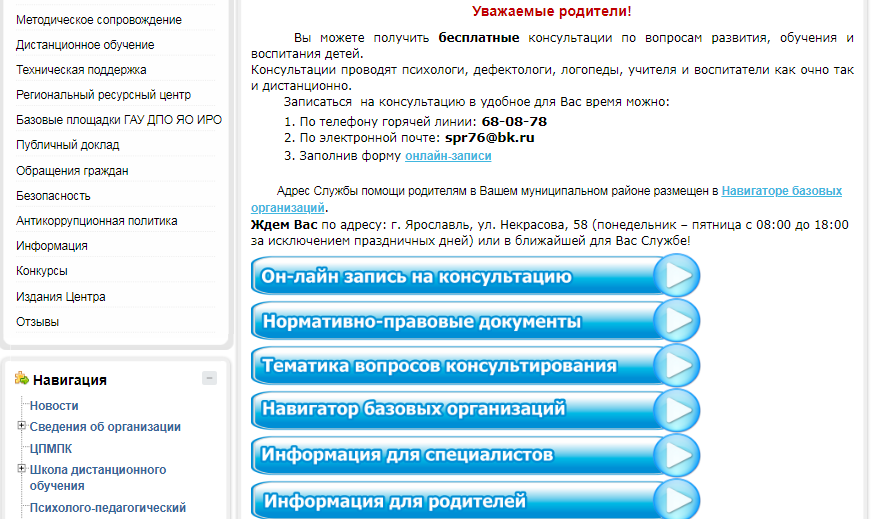 Методическое сопровождение
Дистанционное обучение
Техническая поддержка
Региональный ресурсный центр
Базовые площадки ГАУ ДПО ЯО ИРО
Публичный доклад
Обращения граждан
Безопасность
Антикоррупционная политика
Информация
Конкурсы
Издания Центра
Отзывы
Навигация
Новости
Сведения об организации
ЦПМПК
Школа дистанционного
обучения
Психолого-педагогический
Уважаемые родители!
Вы можете получить бесплатные консультации по вопросам развития, обучения и
воспитания детей.
Консультации проводят психологи, дефектологи, логопеды, учителя и воспитатели как очно так
и дистанционно.
Записаться на консультацию в удобное для Вас время можно:
1. По телефону горячей линии: 68-08-78
2. По электронной почте: spr76@bk.ru
3. Заполнив форму онлайн-записи
Адрес Службы помощи родителям в Вашем муниципальном районе размещен в Навигаторе базовых
организаций.
Ждем Вас по адресу: г. Ярославль, ул. Некрасова, 58 (понедельник – пятница с 08:00 до 18:00
за исключением праздничных дней) или в ближайшей для Вас Службе!
Он-лайн запись на консультацию
Нормативно-правовые документы
Тематика вопросов консультирования
Навигатор базовых организаций
Информация для специалистов
Информация для родителей